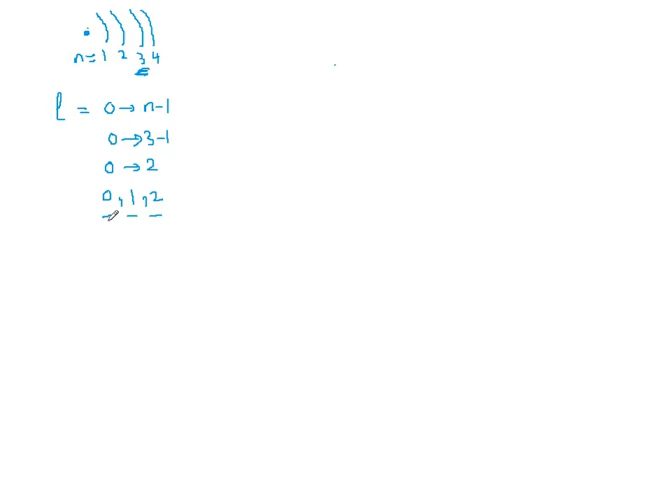 n= 1 2 3 4
l = 0 → n-1
0 → 3-1
0 → 2
0, 1, 2